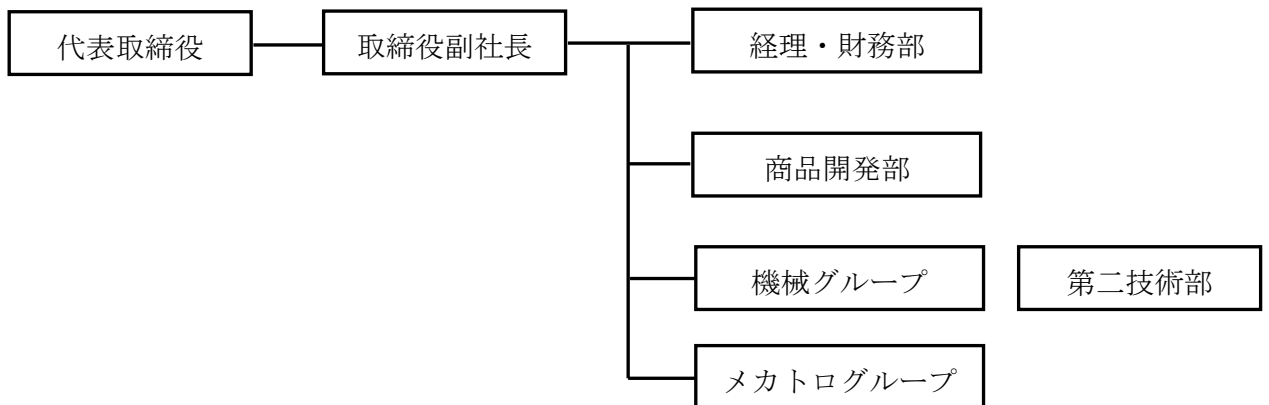 代表取締役
取締役副社長
経理・財務部
商品開発部
機械グループ
第二技術部
メカトログループ